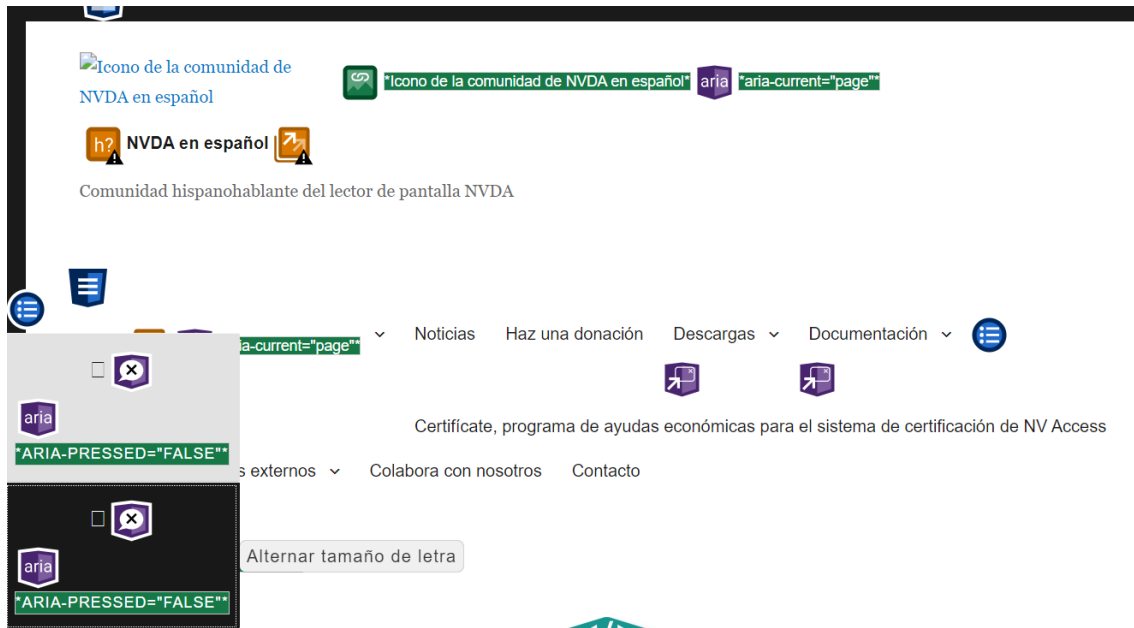 Icono de la comunidad de
NVDA en español
*Icono de la comunidad de NVDA en español* aria *aria-current="page"*
h? NVDA en español
Comunidad hispanohablante del lector de pantalla NVDA
ia-current="page"* Noticias Haz una donación Descargas Documentación
aria
*ARIA-PRESSED="FALSE"*
Certifícate, programa de ayudas económicas para el sistema de certificación de NV Access
s externos Colabora con nosotros Contacto
Alternar tamaño de letra
aria
*ARIA-PRESSED="FALSE"*